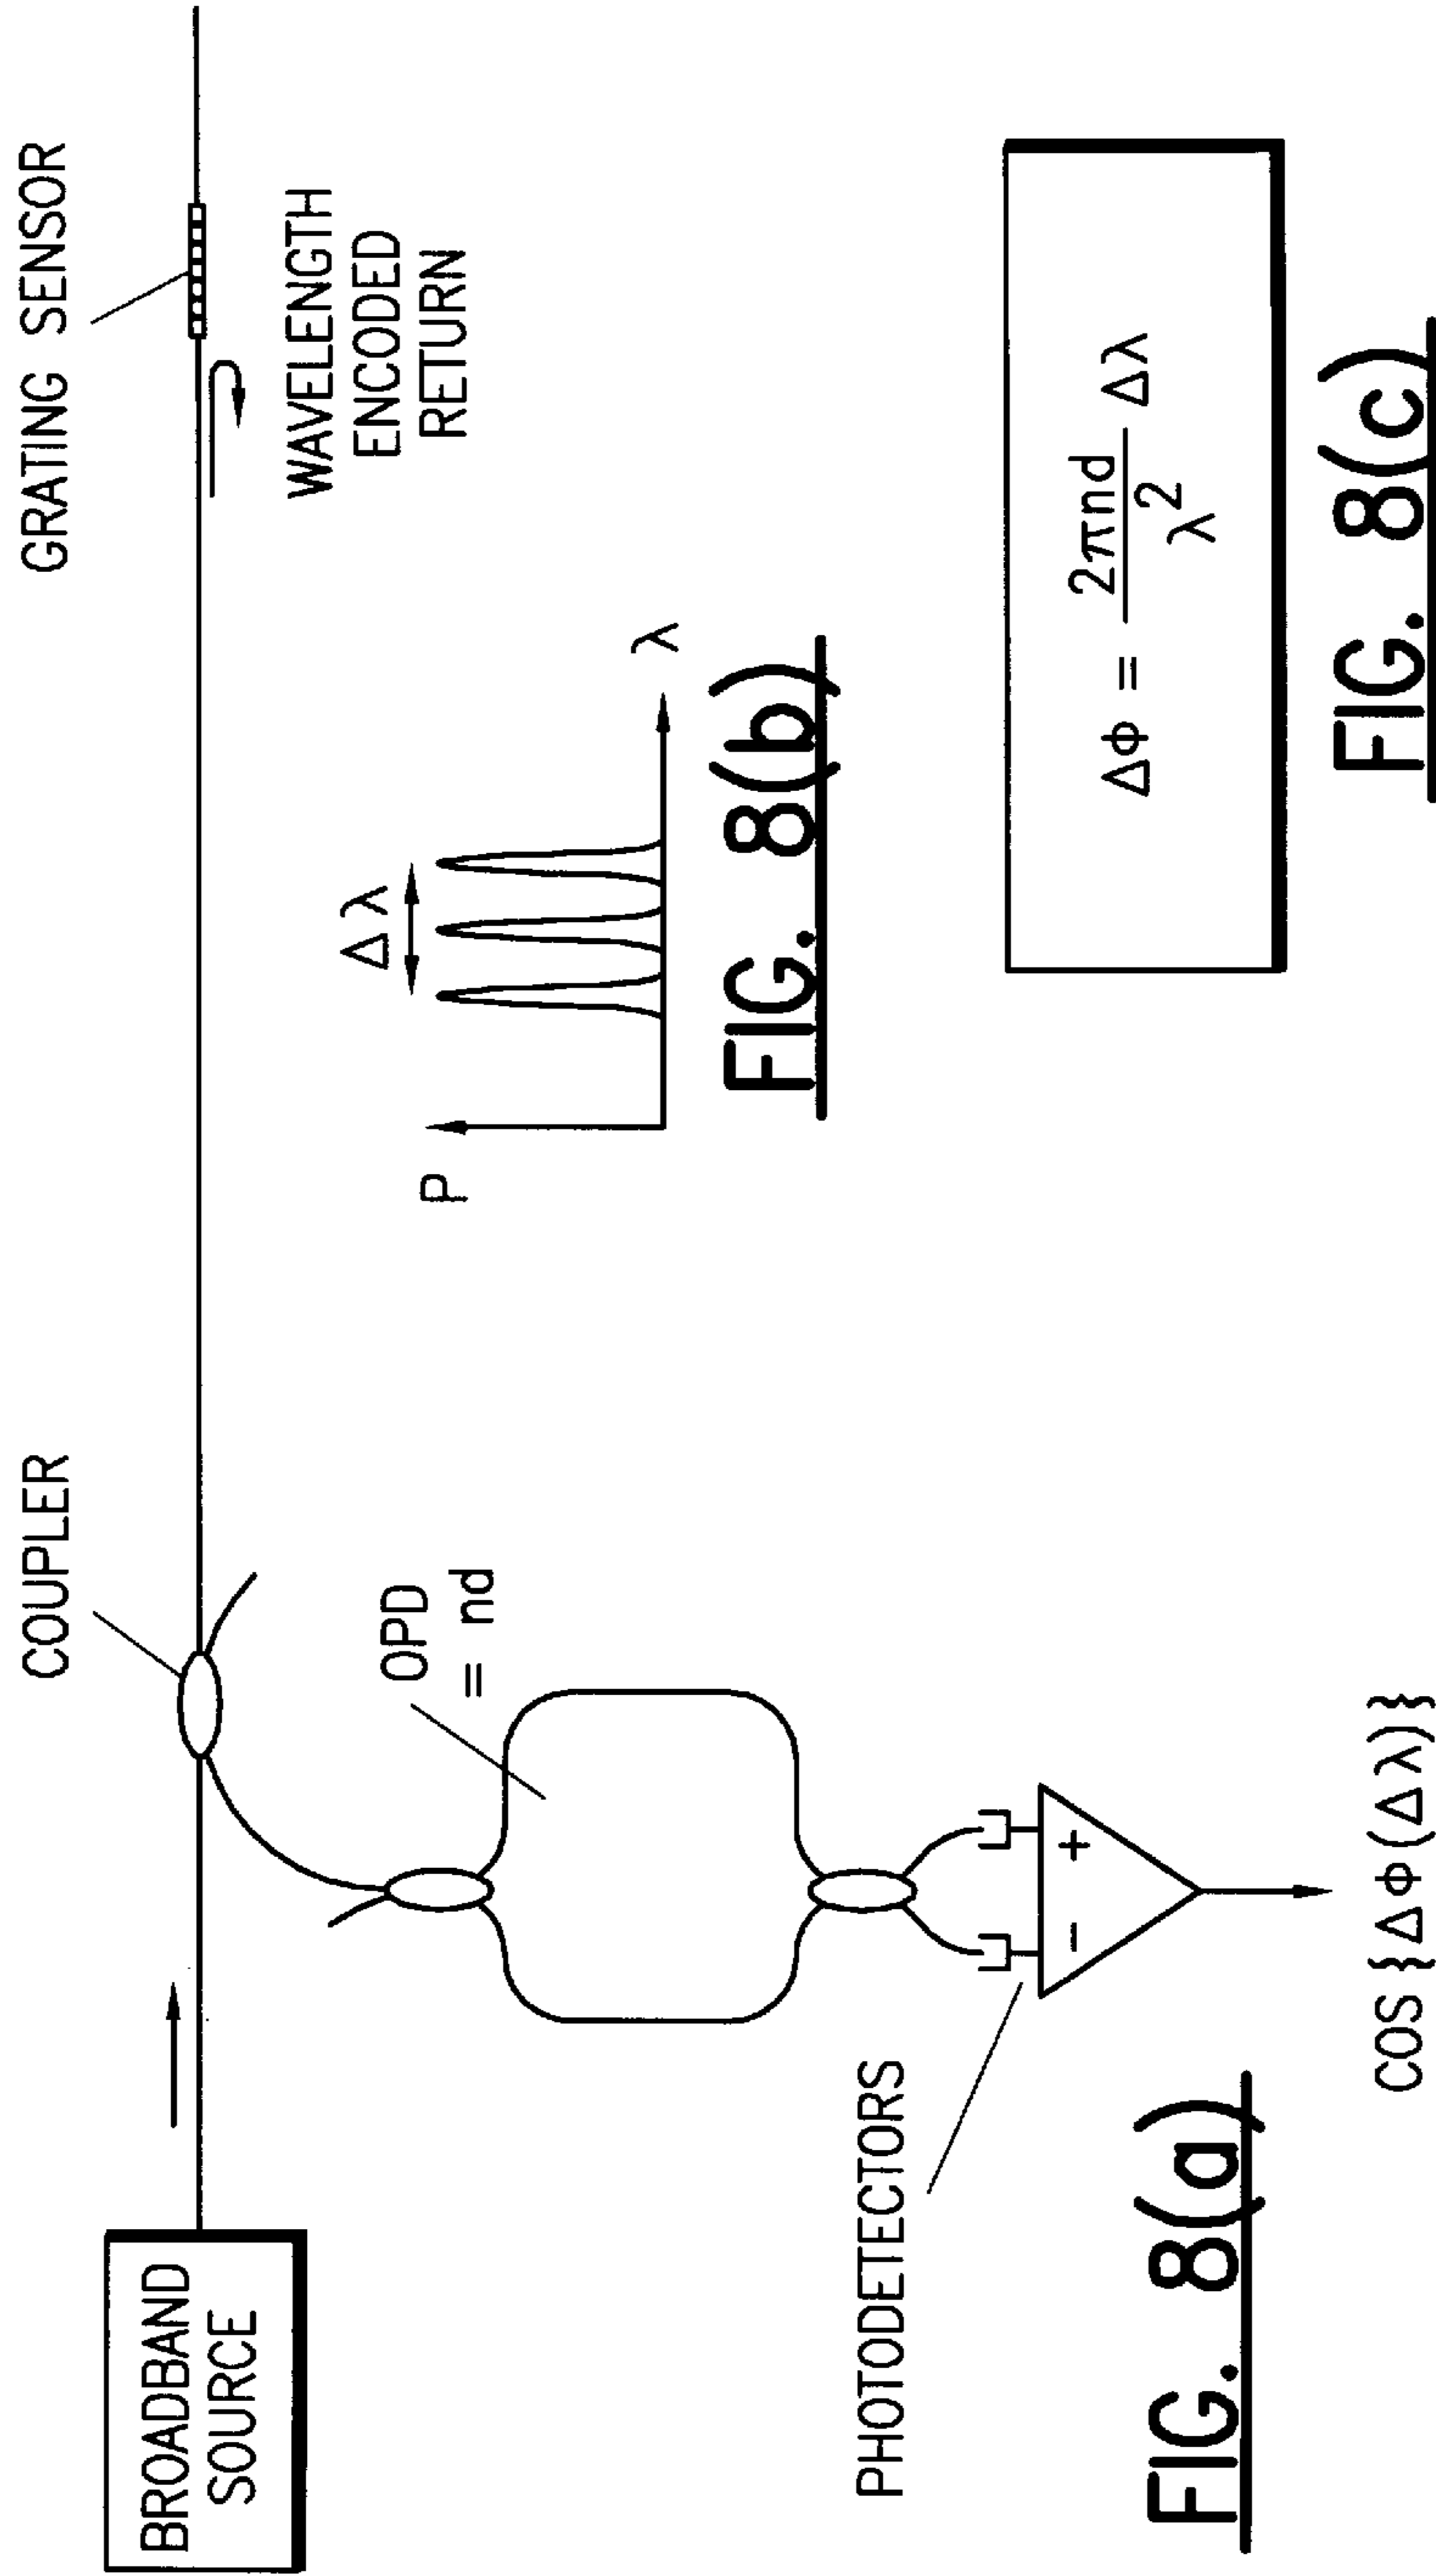 GRATING SENSOR
COUPLER
BROADBAND
SOURCE
WAVELENGTH
ENCODED
RETURN
OPD
= nd
Δλ
P
λ
FIG. 8(b)
PHOTODETECTORS
- +
Δφ = 2πnd / λ² Δλ
FIG. 8(c)
FIG. 8(a)
COS {Δφ(Δλ)}